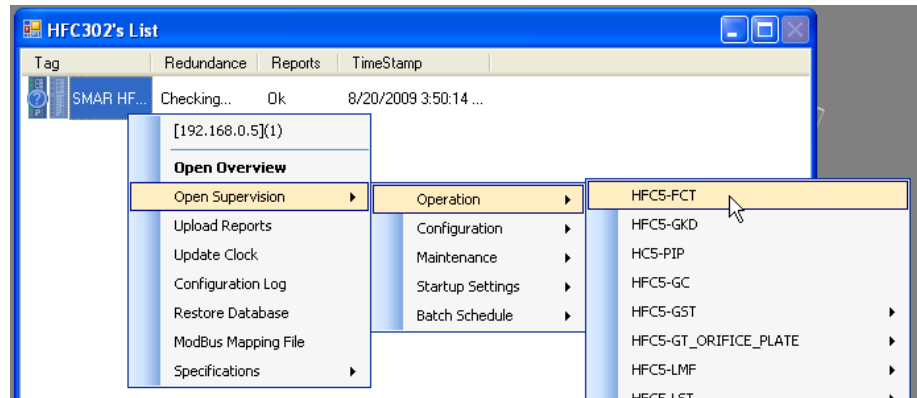 HFC302's List
Tag Redundance Reports TimeStamp
SMAR HF... Checking... Ok 8/20/2009 3:50:14 ...
[192.168.0.5](1)
Open Overview
Open Supervision Operation HFC5-FCT
Upload Reports Configuration HFC5-GKD
Update Clock Maintenance HC5-PIP
Configuration Log Startup Settings HFC5-GC
Restore Database Batch Schedule HFC5-GST
ModBus Mapping File HFC5-GT_ORIFICE_PLATE
Specifications HFC5-LMF
HFC5-LST